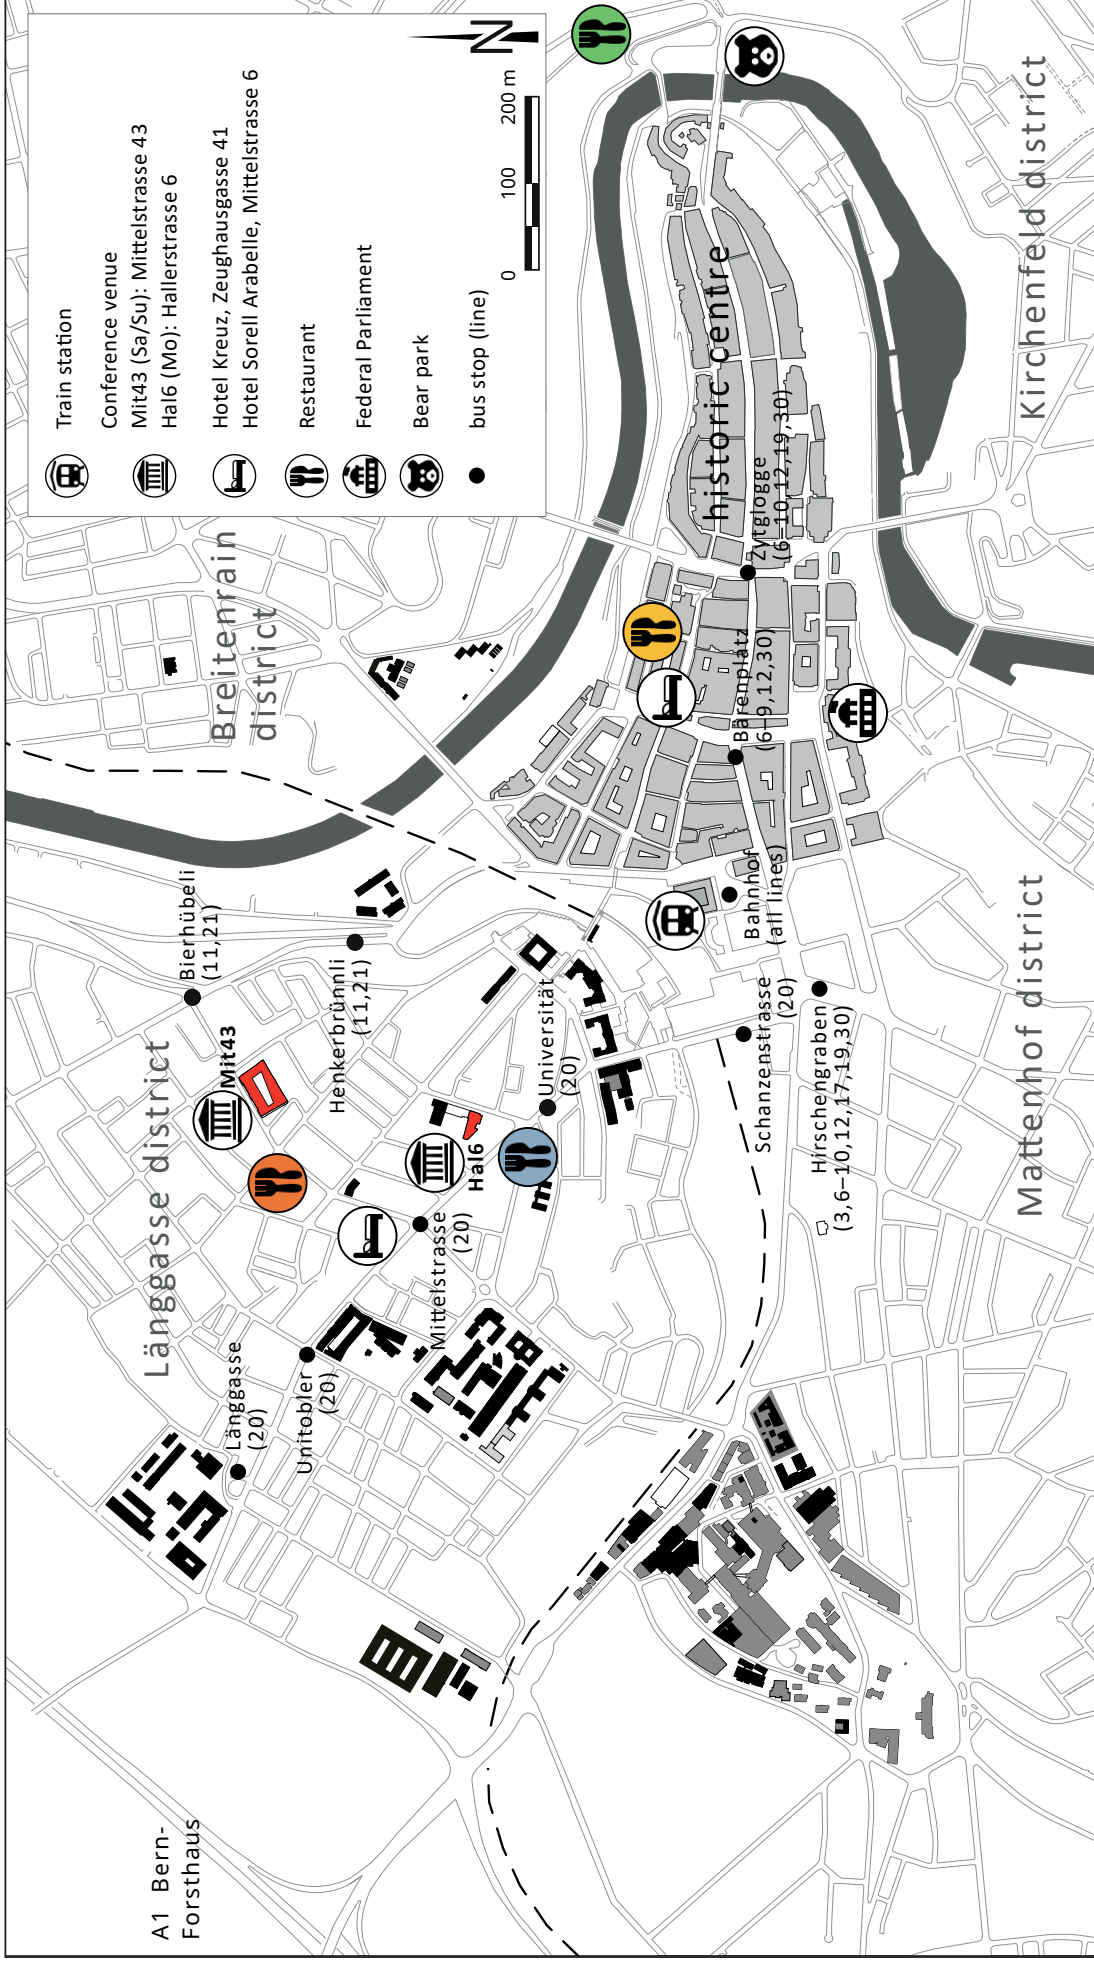 Train station
Conference venue
Mit43 (Sa/Su): Mittelstrasse 43
Hal6 (Mo): Hallerstrasse 6
Hotel Kreuz, Zeughausgasse 41
Hotel Sorell Arabelle, Mittelstrasse 6
Restaurant
Federal Parliament
Bear park
bus stop (line)
0 100 200 m
N
A1 Bern-
Forsthaus
Länggasse district
Breitenrain
district
Bierhübeli
(11,21)
Mit43
Länggasse
(20)
Unitobler
(20)
Henkerbrünnli
(11,21)
Mittelstrasse
(20)
Hal6
Universität
(20)
historic centre
Bärenplatz
(6–9,12,30)
Zytglogge
(6–10,12,19,30)
Bahnhof
(all lines)
Schanzenstrasse
(20)
Hirschengraben
(3,6–10,12,17,19,30)
Mattenhof district
Kirchenfeld district